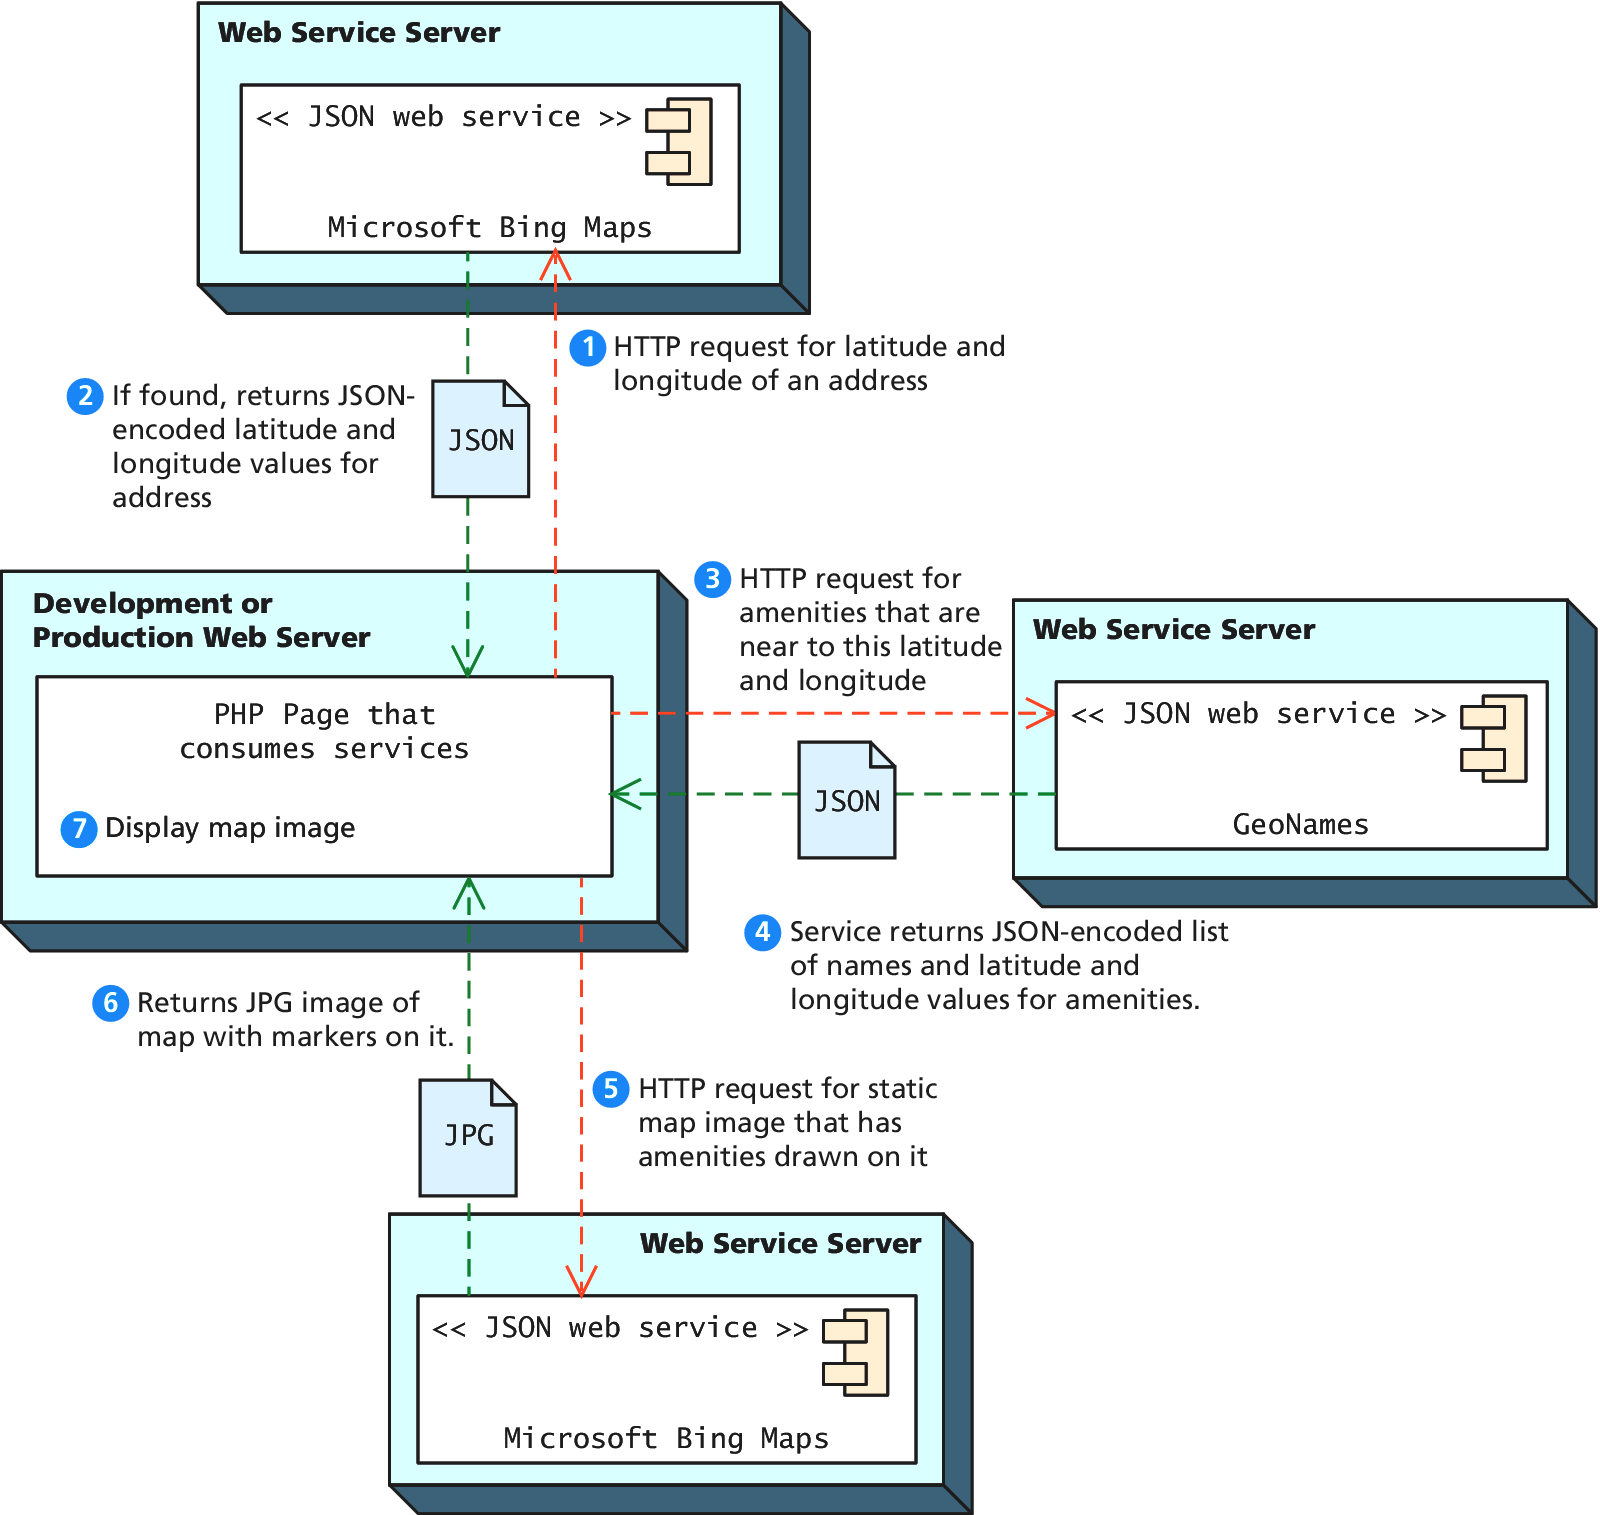 Web Service Server
<< JSON web service >>
Microsoft Bing Maps
1 HTTP request for latitude and
longitude of an address
2 If found, returns JSON-
encoded latitude and
longitude values for
address
JSON
Development or
Production Web Server
PHP Page that
consumes services
7 Display map image
3 HTTP request for
amenities that are
near to this latitude
and longitude
Web Service Server
<< JSON web service >>
GeoNames
JSON
4 Service returns JSON-encoded list
of names and latitude and
longitude values for amenities.
6 Returns JPG image of
map with markers on it.
JPG
5 HTTP request for static
map image that has
amenities drawn on it
Web Service Server
<< JSON web service >>
Microsoft Bing Maps